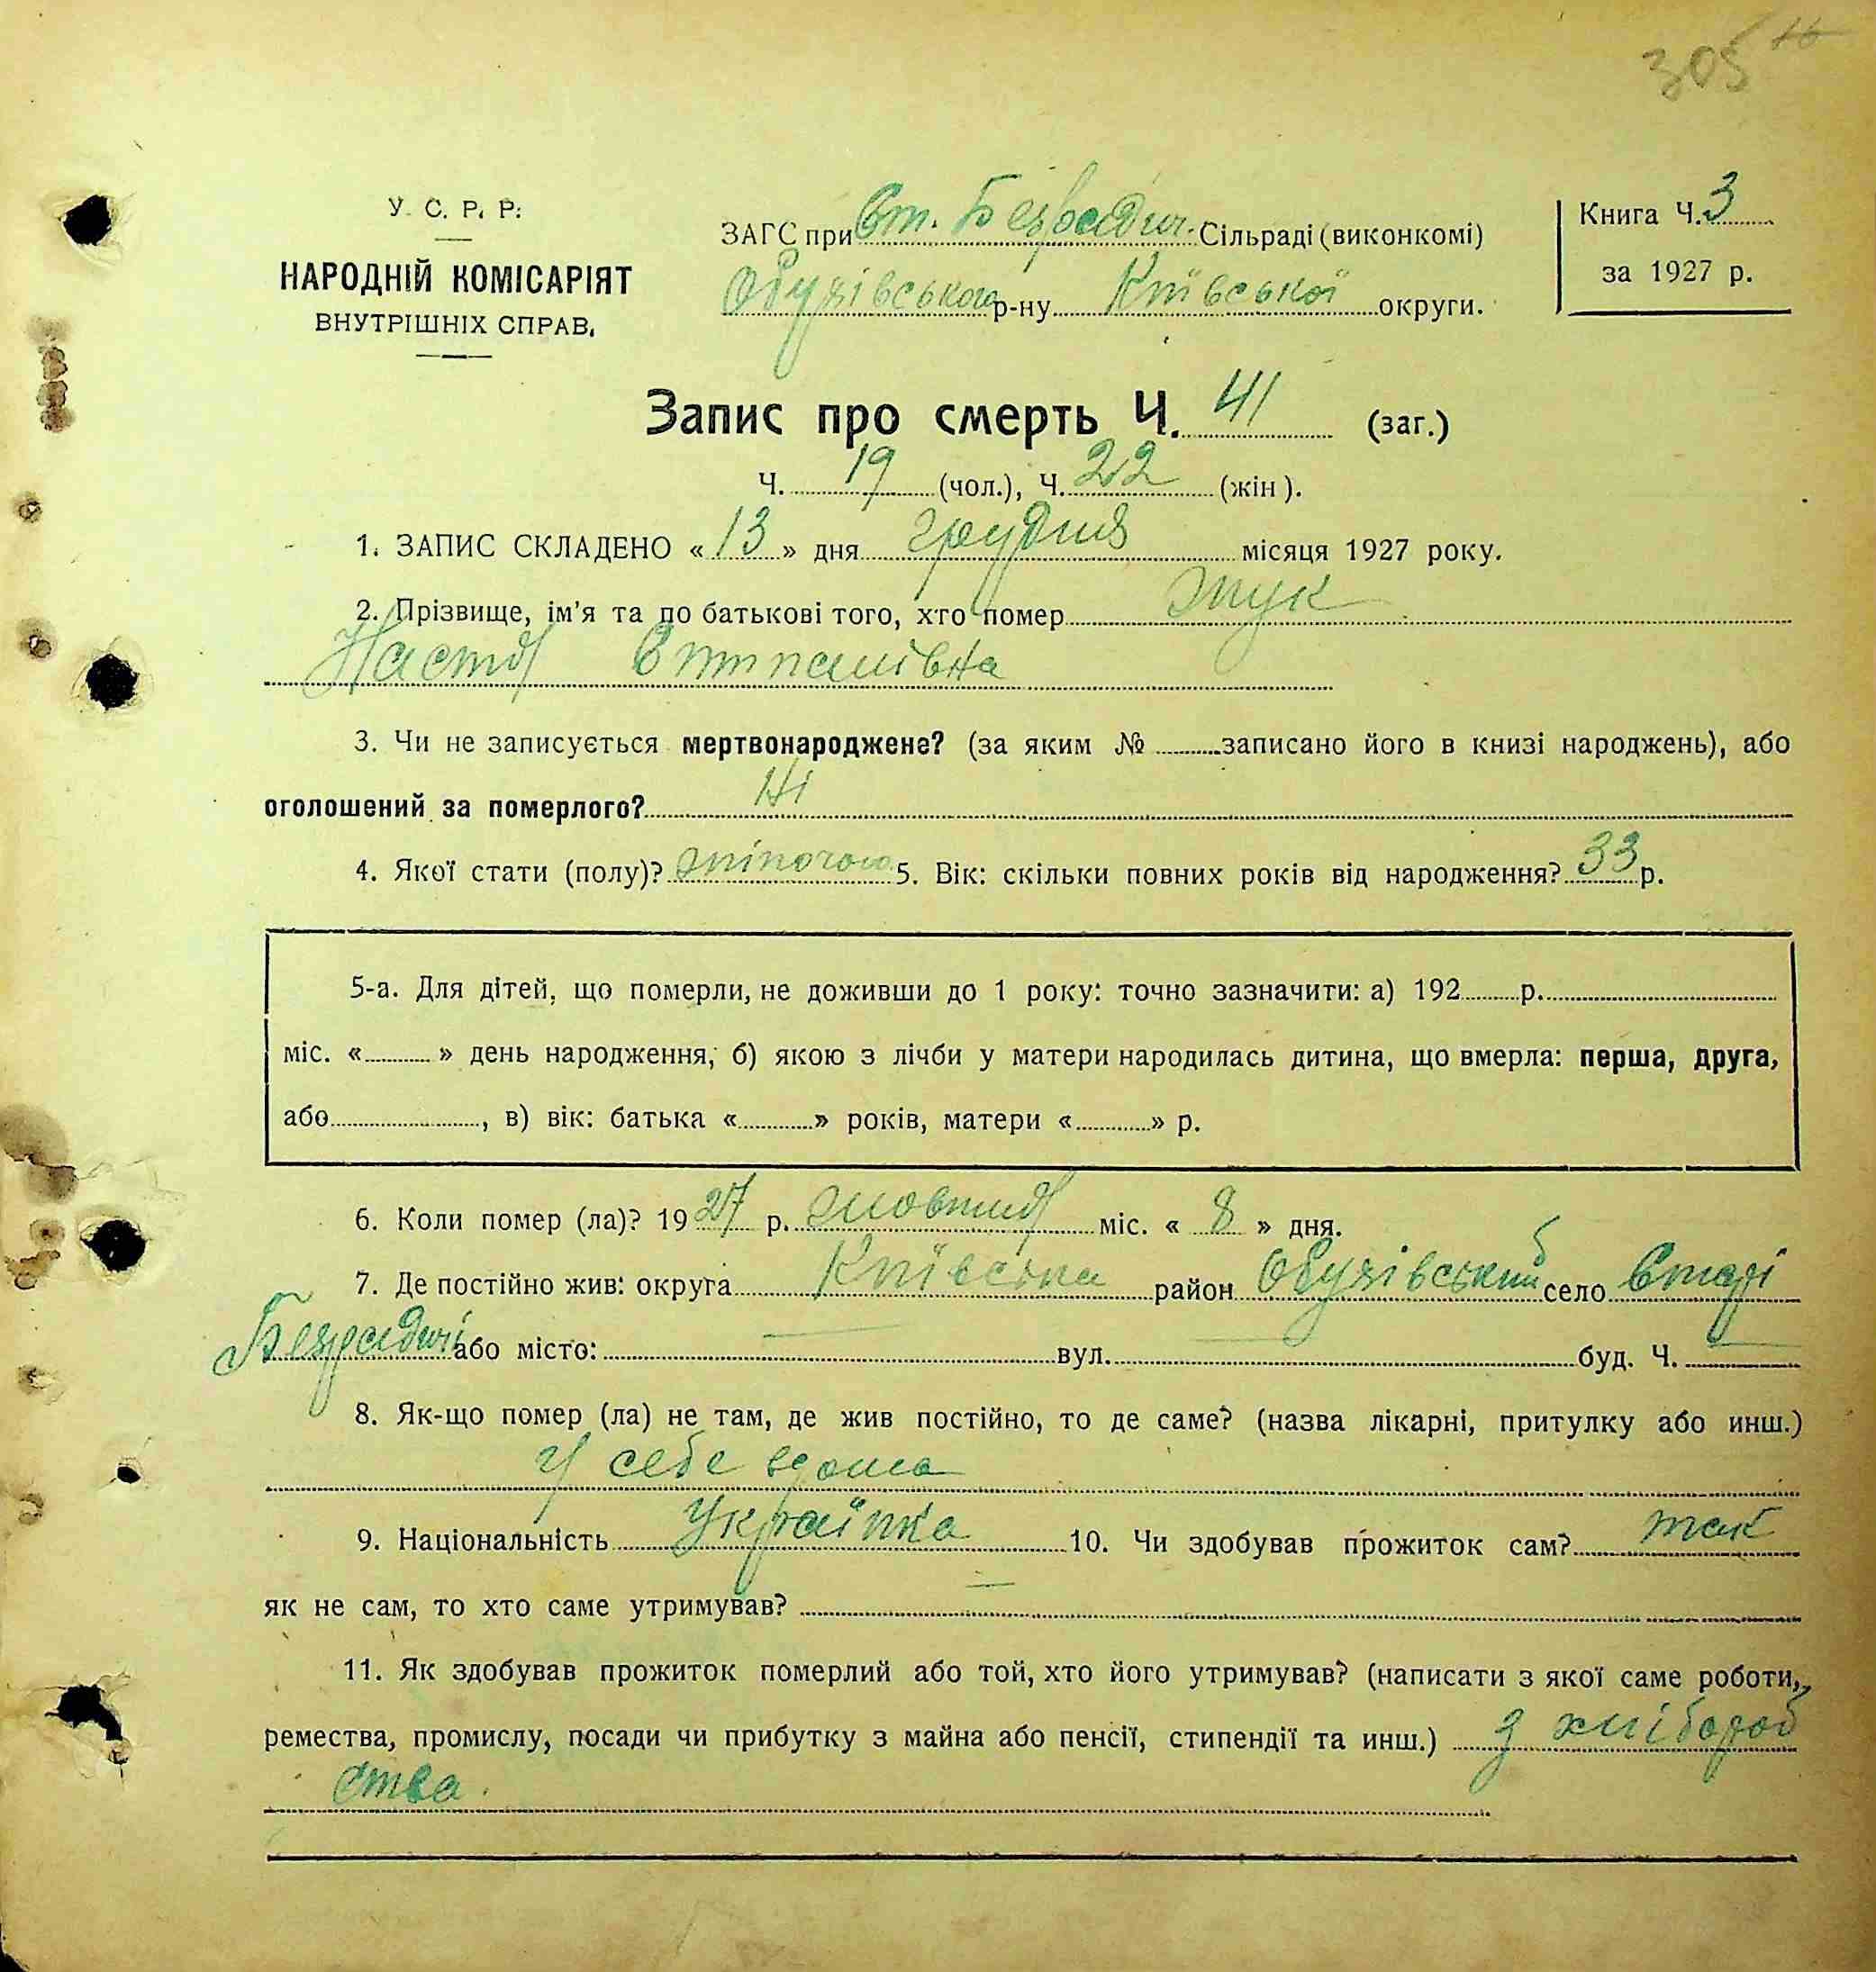 305
У. С. Р. Р.
НАРОДНІЙ КОМІСАРІЯТ
ВНУТРІШНІХ СПРАВ.
ЗАГС при Ст. Безрадич. Сільраді (виконкомі)
Обухівського р-ну Київської округи.
Книга Ч. 3
за 1927 р.
Запис про смерть Ч. 41 (заг.)
Ч. 19 (чол.), Ч. 22 (жін).
1. ЗАПИС СКЛАДЕНО « 13 » дня грудня місяця 1927 року.
2. Прізвище, ім'я та по батькові того, хто помер Жук
Настя
3. Чи не записується мертвонароджене? (за яким № записано його в книзі народжень), або
оголошений за померлого? Ні
4. Якої стати (полу)? жіночою 5. Вік: скільки повних років від народження? 33 р.
5-а. Для дітей, що померли, не доживши до 1 року: точно зазначити: а) 192 р.
міс. « » день народження, б) якою з лічби у матери народилась дитина, що вмерла: перша, друга,
або , в) вік: батька « » років, матери « » р.
6. Коли помер (ла)? 1927 р. жовтня міс. « 8 » дня.
7. Де постійно жив: округа Київська район Обухівський село Старі
Безрадичі або місто: вул. буд. Ч.
8. Як-що помер (ла) не там, де жив постійно, то де саме? (назва лікарні, притулку або инш.)
У себе вдома
9. Національність Українка 10. Чи здобував прожиток сам? так
як не сам, то хто саме утримував?
11. Як здобував прожиток померлий або той, хто його утримував? (написати з якої саме роботи,
ремества, промислу, посади чи прибутку з майна або пенсії, стипендії та инш.) з хлібороб
ства.